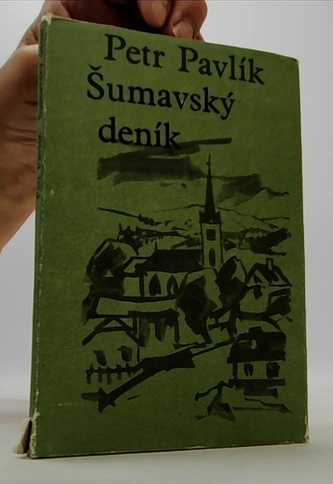 Petr Pavlík
Šumavský
deník